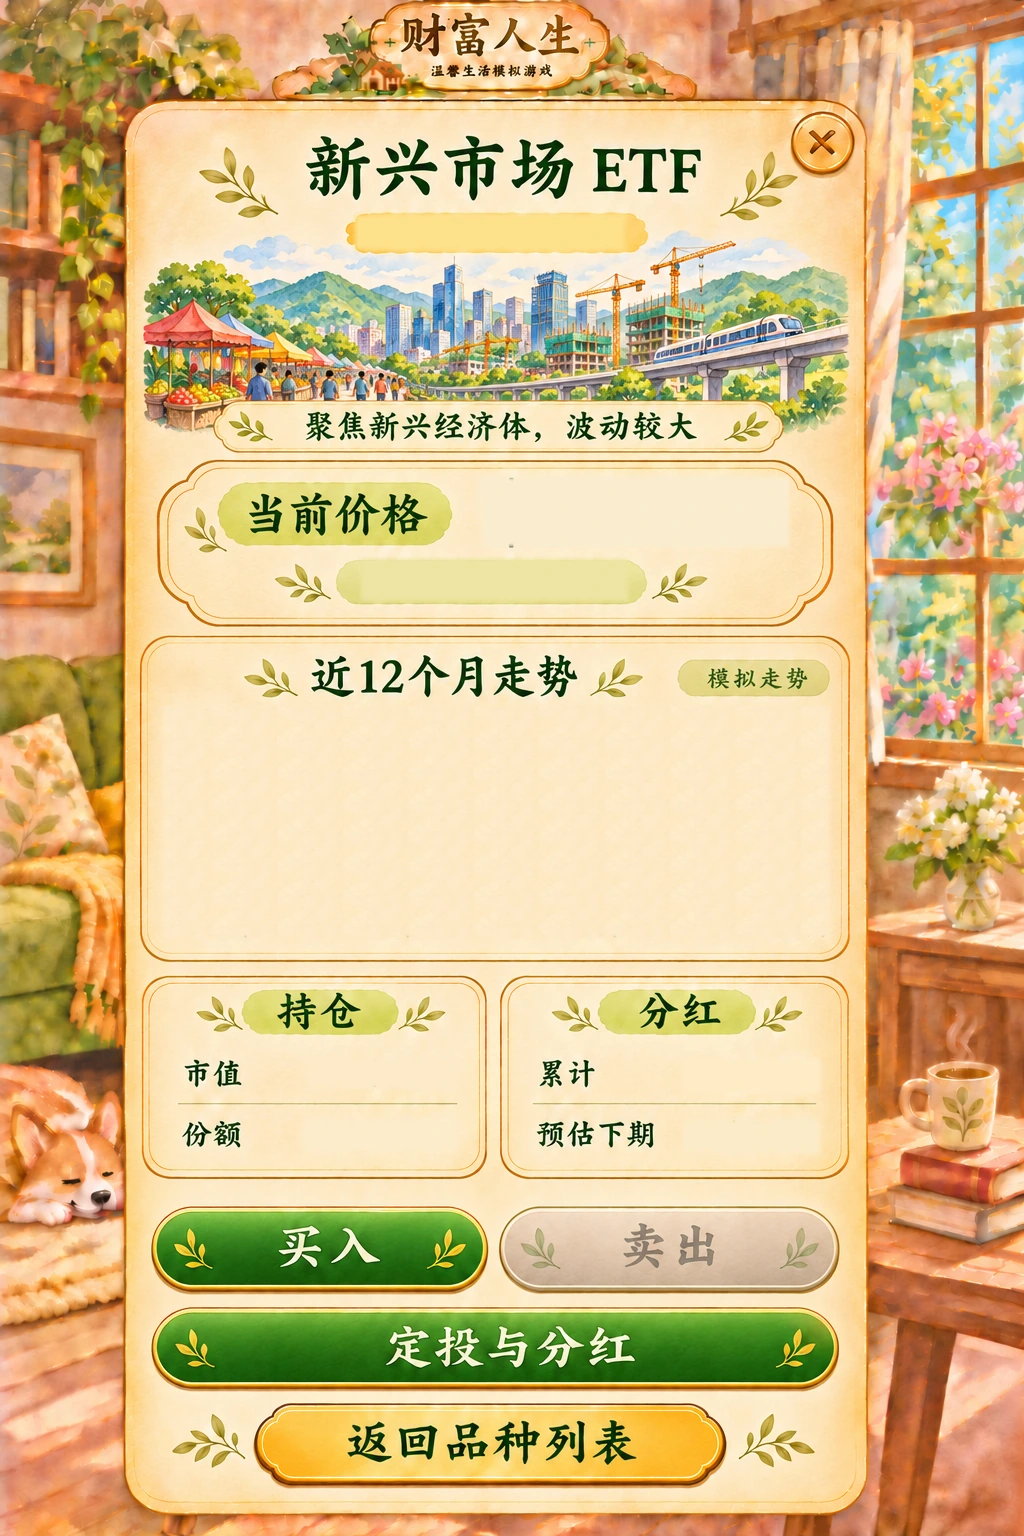 财富人生
温馨生活模拟游戏
新兴市场 ETF
聚焦新兴经济体，波动较大
当前价格
近12个月走势
模拟走势
持仓
市值
份额
分红
累计
预估下期
买入
卖出
定投与分红
返回品种列表